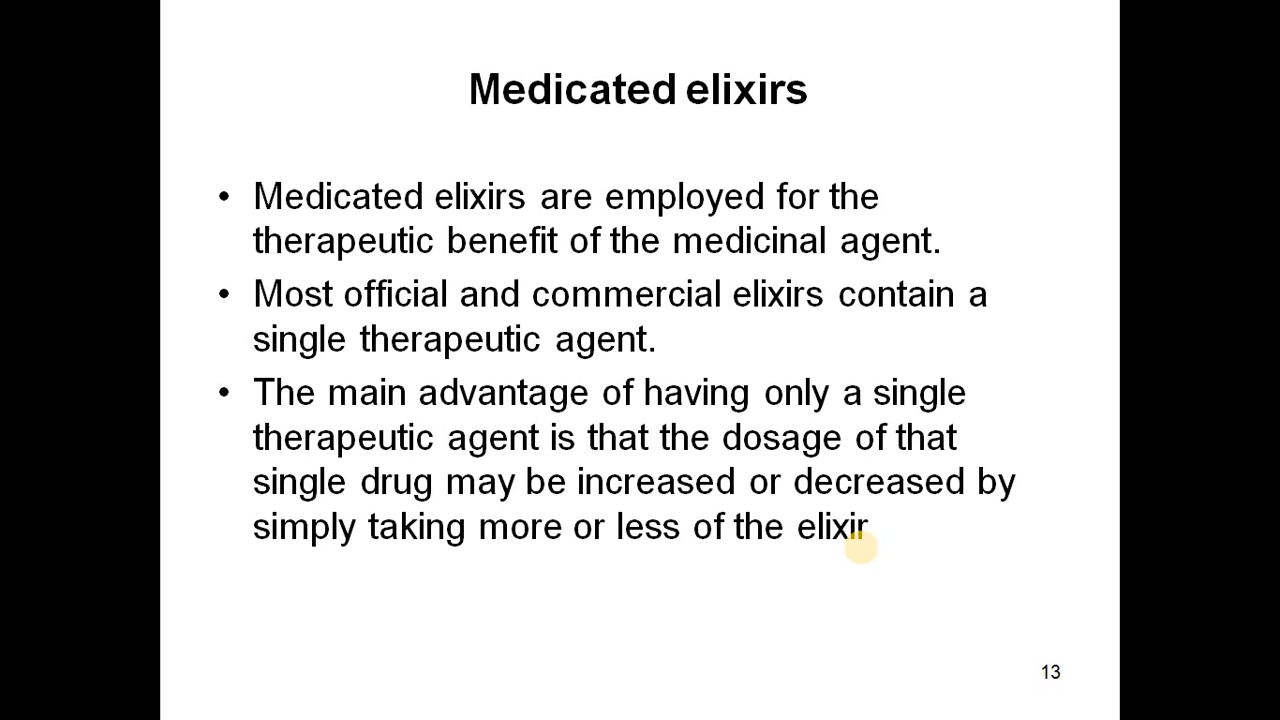 Medicated elixirs
• Medicated elixirs are employed for the
therapeutic benefit of the medicinal agent.
• Most official and commercial elixirs contain a
single therapeutic agent.
• The main advantage of having only a single
therapeutic agent is that the dosage of that
single drug may be increased or decreased by
simply taking more or less of the elixir
13